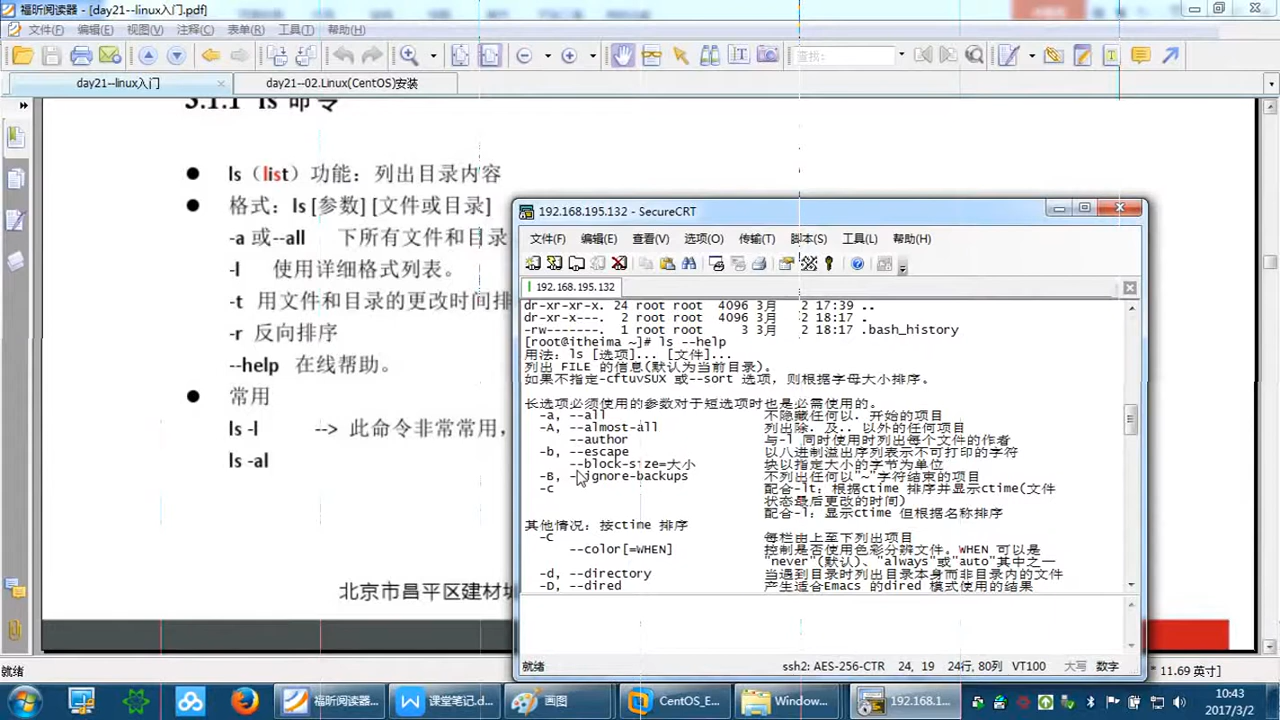 福昕阅读器 - [day21--linux入门.pdf]
文件(F) 编辑(E) 视图(V) 注释(C) 表单(R) 工具(T) 帮助(H)
查找:
day21--linux入门
day21--02.Linux(CentOS)安装
3.1.1 ls 命令
● ls（list）功能：列出目录内容
● 格式：ls [参数] [文件或目录]
-a 或--all 下所有文件和目录
-l 使用详细格式列表。
-t 用文件和目录的更改时间排
-r 反向排序
--help 在线帮助。
● 常用
ls -l --> 此命令非常常用，
ls -al
北京市昌平区建材城
192.168.195.132 - SecureCRT
文件(F) 编辑(E) 查看(V) 选项(O) 传输(T) 脚本(S) 工具(L) 帮助(H)
192.168.195.132
dr-xr-xr-x. 24 root root 4096 3月 2 17:39 ..
dr-xr-x---. 2 root root 4096 3月 2 18:17 .
-rw-------. 1 root root 3 3月 2 18:17 .bash_history
[root@itheima ~]# ls --help
用法：ls [选项]... [文件]...
列出 FILE 的信息(默认为当前目录)。
如果不指定-cftuvSUX 或--sort 选项，则根据字母大小排序。
长选项必须使用的参数对于短选项时也是必需使用的。
-a, --all 不隐藏任何以. 开始的项目
-A, --almost-all 列出除. 及.. 以外的任何项目
--author 与-l 同时使用时列出每个文件的作者
-b, --escape 以八进制溢出序列表示不可打印的字符
--block-size=大小 块以指定大小的字节为单位
-B, --ignore-backups 不列出任何以"~"字符结束的项目
-c 配合-lt：根据ctime 排序并显示ctime(文件
状态最后更改的时间)
配合-l：显示ctime 但根据名称排序
其他情况：按ctime 排序
-C 每栏由上至下列出项目
--color[=WHEN] 控制是否使用色彩分辨文件。WHEN 可以是
"never"(默认)、"always"或"auto"其中之一
-d, --directory 当遇到目录时列出目录本身而非目录内的文件
-D, --dired 产生适合Emacs 的dired 模式使用的结果
就绪 ssh2: AES-256-CTR 24, 19 24行, 80列 VT100 大写 数字
就绪
11.69 英寸]
福昕阅读器... 课堂笔记.d... 画图 CentOS_E... Window... 192.168.1...
10:43
2017/3/2